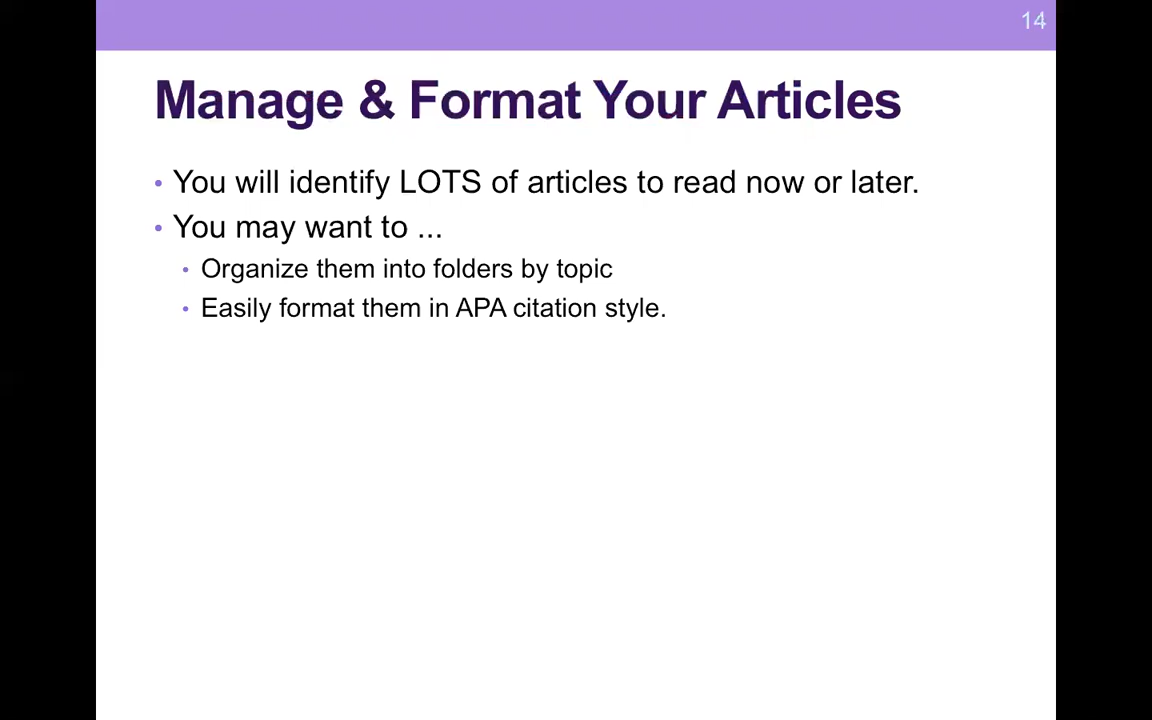 14
Manage & Format Your Articles
• You will identify LOTS of articles to read now or later.
• You may want to ...
• Organize them into folders by topic
• Easily format them in APA citation style.